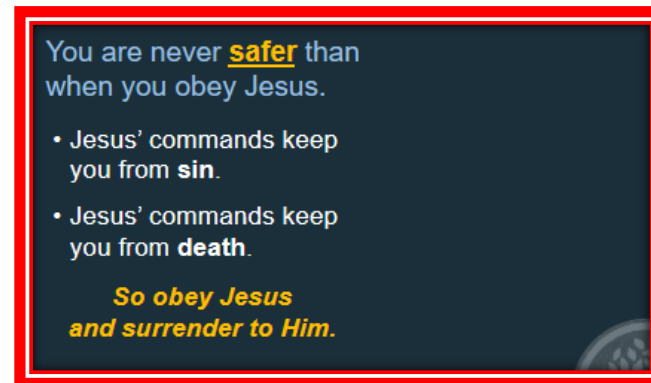 You are never safer than
when you obey Jesus.
• Jesus’ commands keep
you from sin.
• Jesus’ commands keep
you from death.
So obey Jesus
and surrender to Him.